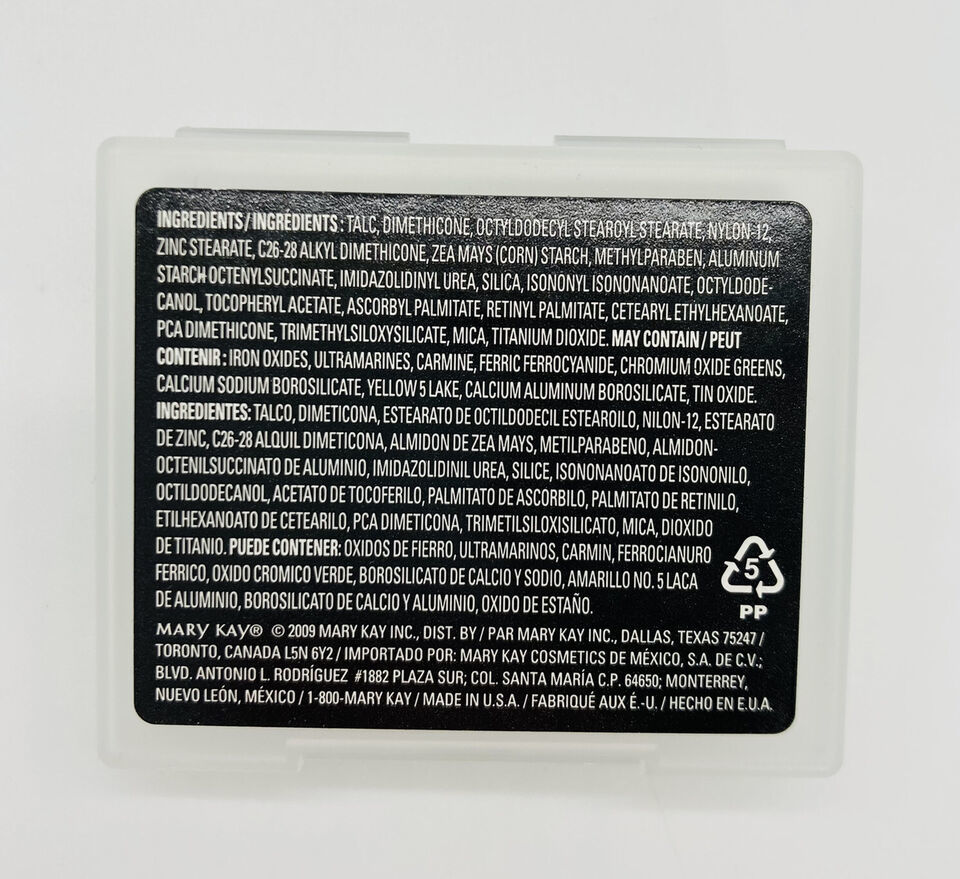 INGREDIENTS/INGREDIENTS: TALC, DIMETHICONE, OCTYLDODECYL STEAROYL STEARATE, NYLON-12,
ZINC STEARATE, C26-28 ALKYL DIMETHICONE, ZEA MAYS (CORN) STARCH, METHYLPARABEN, ALUMINUM
STARCH OCTENYLSUCCINATE, IMIDAZOLIDINYL UREA, SILICA, ISONONYL ISONONANOATE, OCTYLDODE-
CANOL, TOCOPHERYL ACETATE, ASCORBYL PALMITATE, RETINYL PALMITATE, CETEARYL ETHYLHEXANOATE,
PCA DIMETHICONE, TRIMETHYLSILOXYSILICATE, MICA, TITANIUM DIOXIDE. MAY CONTAIN / PEUT
CONTENIR: IRON OXIDES, ULTRAMARINES, CARMINE, FERRIC FERROCYANIDE, CHROMIUM OXIDE GREENS,
CALCIUM SODIUM BOROSILICATE, YELLOW 5 LAKE, CALCIUM ALUMINUM BOROSILICATE, TIN OXIDE.
INGREDIENTES: TALCO, DIMETICONA, ESTEARATO DE OCTILDODECIL ESTEAROILO, NILON-12, ESTEARATO
DE ZINC, C26-28 ALQUIL DIMETICONA, ALMIDON DE ZEA MAYS, METILPARABENO, ALMIDON-
OCTENILSUCCINATO DE ALUMINIO, IMIDAZOLIDINIL UREA, SILICE, ISONONANOATO DE ISONONILO,
OCTILDODECANOL, ACETATO DE TOCOFERILO, PALMITATO DE ASCORBILO, PALMITATO DE RETINILO,
ETILHEXANOATO DE CETEARILO, PCA DIMETICONA, TRIMETILSILOXISILICATO, MICA, DIOXIDO
DE TITANIO. PUEDE CONTENER: OXIDOS DE FIERRO, ULTRAMARINOS, CARMIN, FERROCIANURO
FERRICO, OXIDO CROMICO VERDE, BOROSILICATO DE CALCIO Y SODIO, AMARILLO NO. 5 LACA
DE ALUMINIO, BOROSILICATO DE CALCIO Y ALUMINIO, OXIDO DE ESTAÑO.
5
PP
MARY KAY® © 2009 MARY KAY INC., DIST. BY / PAR MARY KAY INC., DALLAS, TEXAS 75247 /
TORONTO, CANADA L5N 6Y2 / IMPORTADO POR: MARY KAY COSMETICS DE MÉXICO, S.A. DE C.V.;
BLVD. ANTONIO L. RODRÍGUEZ #1882 PLAZA SUR; COL. SANTA MARÍA C.P. 64650; MONTERREY,
NUEVO LEÓN, MÉXICO / 1-800-MARY KAY / MADE IN U.S.A. / FABRIQUÉ AUX É.-U. / HECHO EN E.U.A.